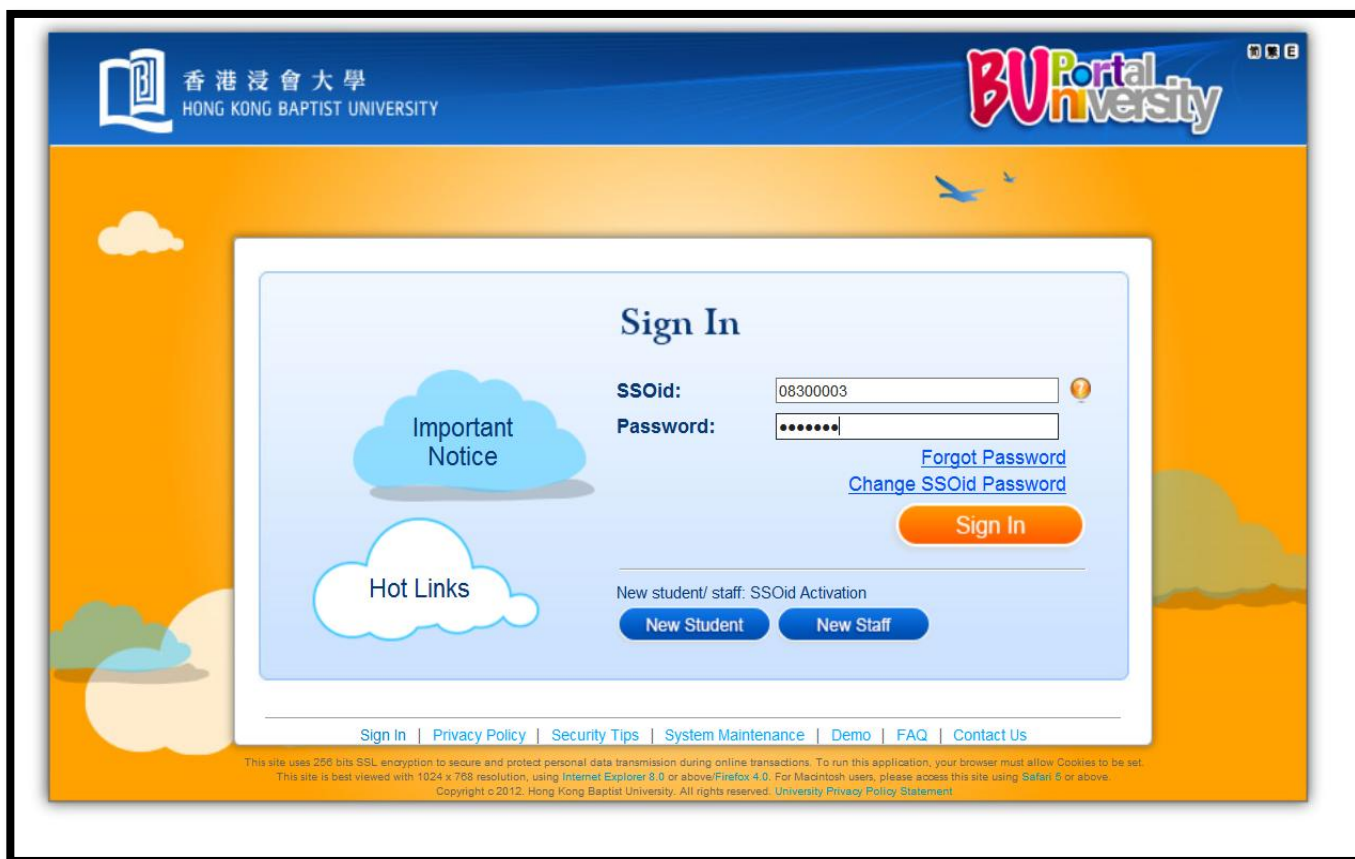 香港浸會大學
HONG KONG BAPTIST UNIVERSITY
BU Portal
University
简 繁 E
Sign In
SSOid: 08300003
Password: •••••••
Forgot Password
Change SSOid Password
Sign In
Important
Notice
Hot Links
New student/ staff: SSOid Activation
New Student New Staff
Sign In | Privacy Policy | Security Tips | System Maintenance | Demo | FAQ | Contact Us
This site uses 256 bits SSL encryption to secure and protect personal data transmission during online transactions. To run this application, your browser must allow Cookies to be set.
This site is best viewed with 1024 x 768 resolution, using Internet Explorer 8.0 or above/Firefox 4.0. For Macintosh users, please access this site using Safari 5 or above.
Copyright c 2012. Hong Kong Baptist University. All rights reserved. University Privacy Policy Statement